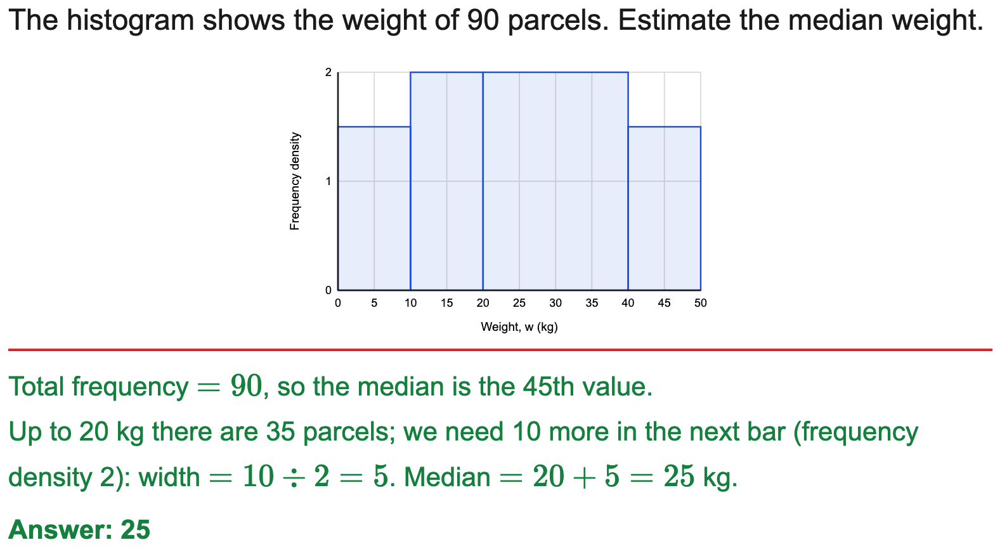 The histogram shows the weight of 90 parcels. Estimate the median weight.
2
1
0
Frequency density
0 5 10 15 20 25 30 35 40 45 50
Weight, w (kg)
Total frequency = 90, so the median is the 45th value.
Up to 20 kg there are 35 parcels; we need 10 more in the next bar (frequency
density 2): width = 10 ÷ 2 = 5. Median = 20 + 5 = 25 kg.
Answer: 25